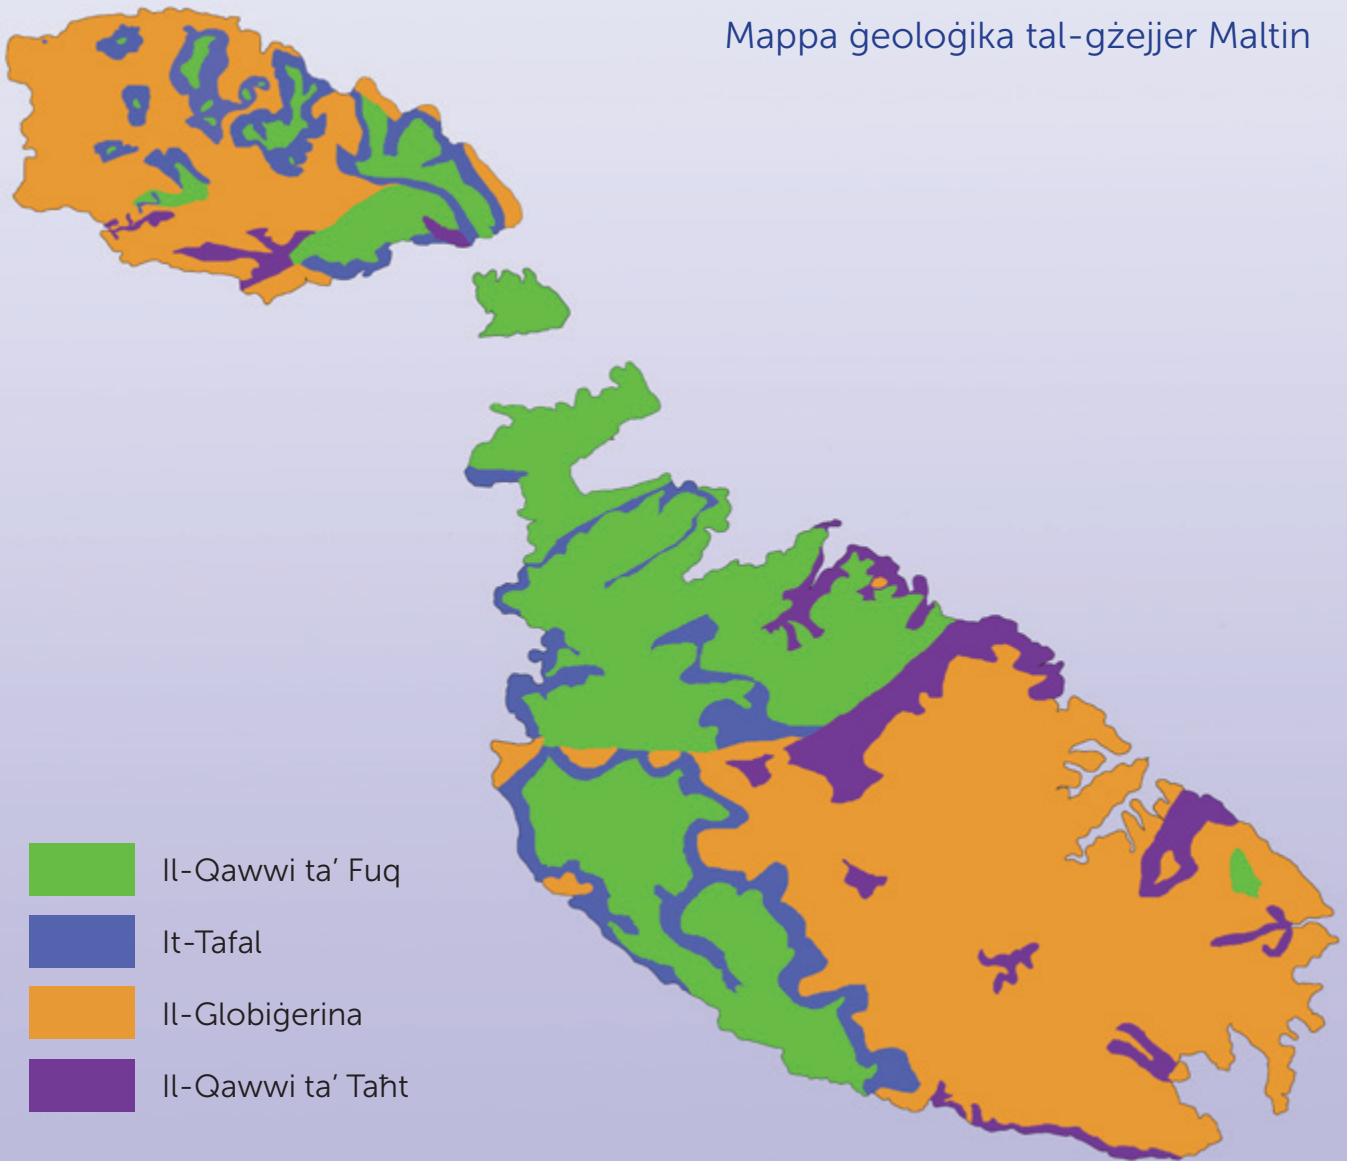 Mappa ġeoloġika tal-gżejjer Maltin
Il-Qawwi ta’ Fuq
It-Tafal
Il-Globiġerina
Il-Qawwi ta’ Taħt